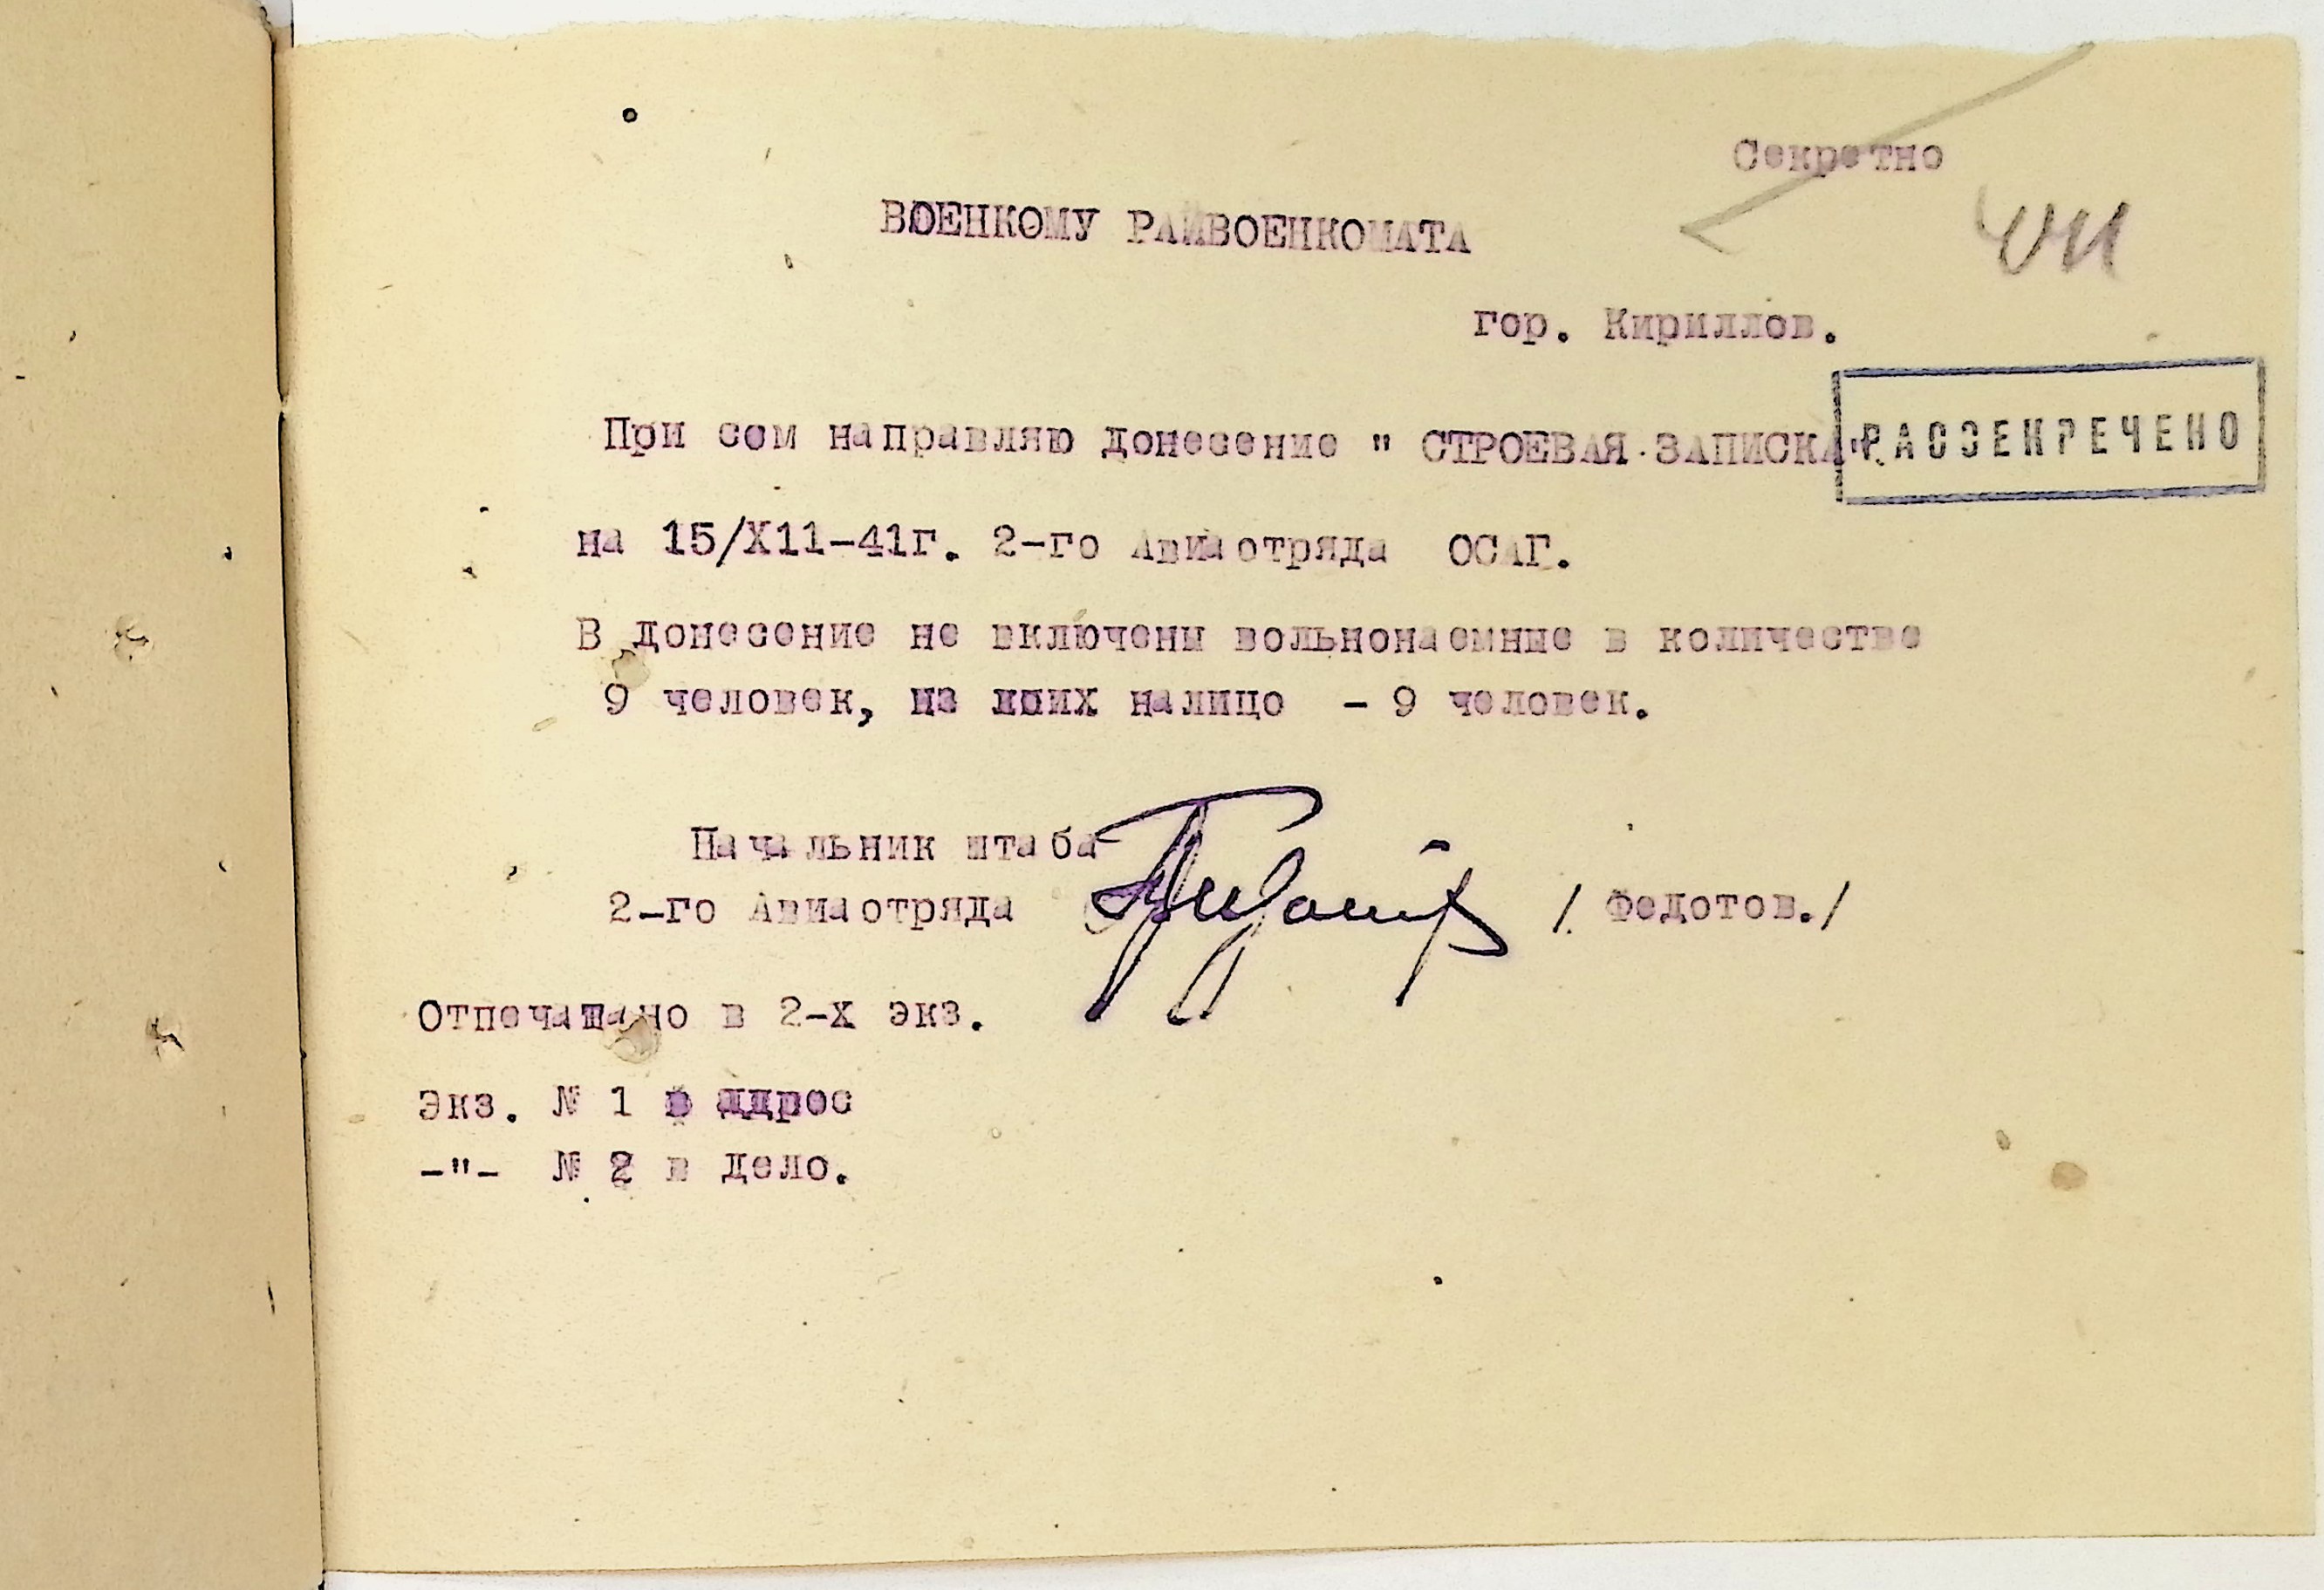 Секретно
ВОЕНКОМУ РАЙВОЕНКОМАТА
гор. Кириллов.
РАССЕКРЕЧЕНО
При сем направляю донесение " СТРОЕВАЯ ЗАПИСКА".
на 15/X11-41г. 2-го Авиаотряда ОСАГ.
В донесение не включены вольнонаемные в количестве
9 человек, из коих налицо - 9 человек.
Начальник штаба
2-го Авиаотряда / Федотов./
Отпечатано в 2-х экз.
Экз. № 1 в адрес
-"- № 2 в дело.